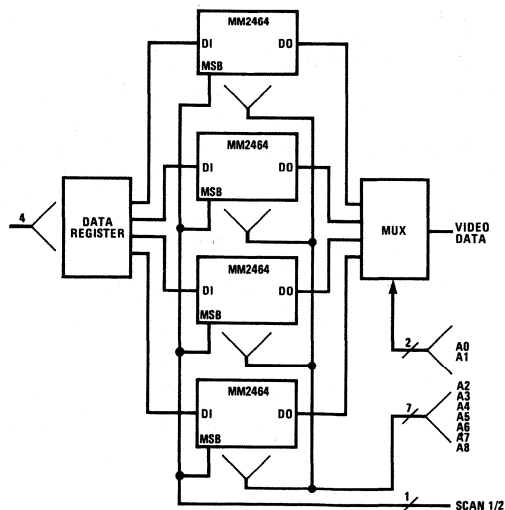 MM2464
DI
DO
MSB
MM2464
DI
DO
MSB
4
DATA
REGISTER
MUX
VIDEO
DATA
MM2464
DI
DO
MSB
2
A0
A1
MM2464
DI
DO
MSB
7
A2
A3
A4
A5
A6
A7
A8
1
SCAN 1/2